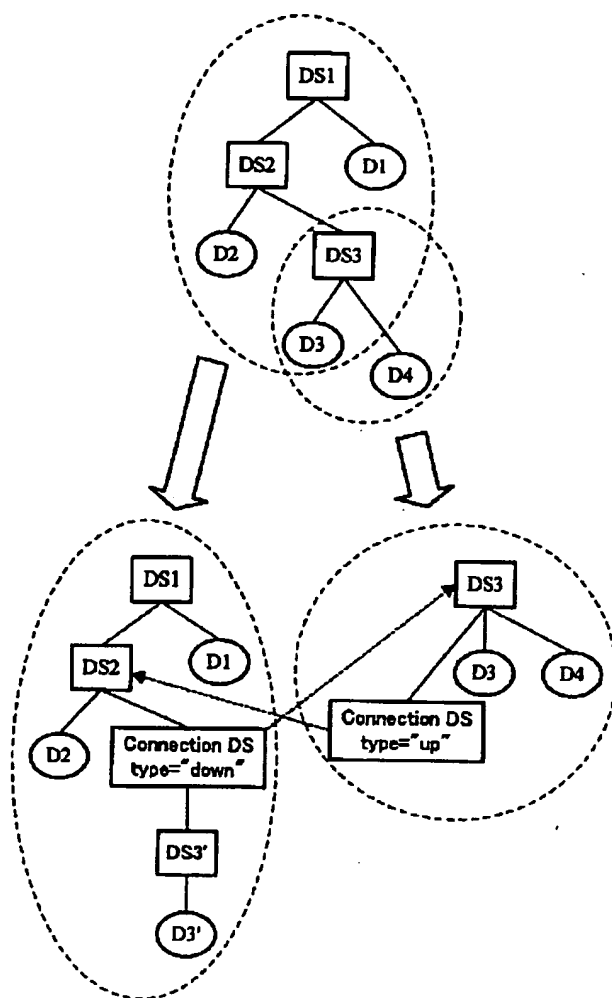 DS1
DS2
D1
D2
DS3
D3
D4
DS1
DS2
D1
D2
Connection DS
type="down"
DS3'
D3'
DS3
D3
D4
Connection DS
type="up"